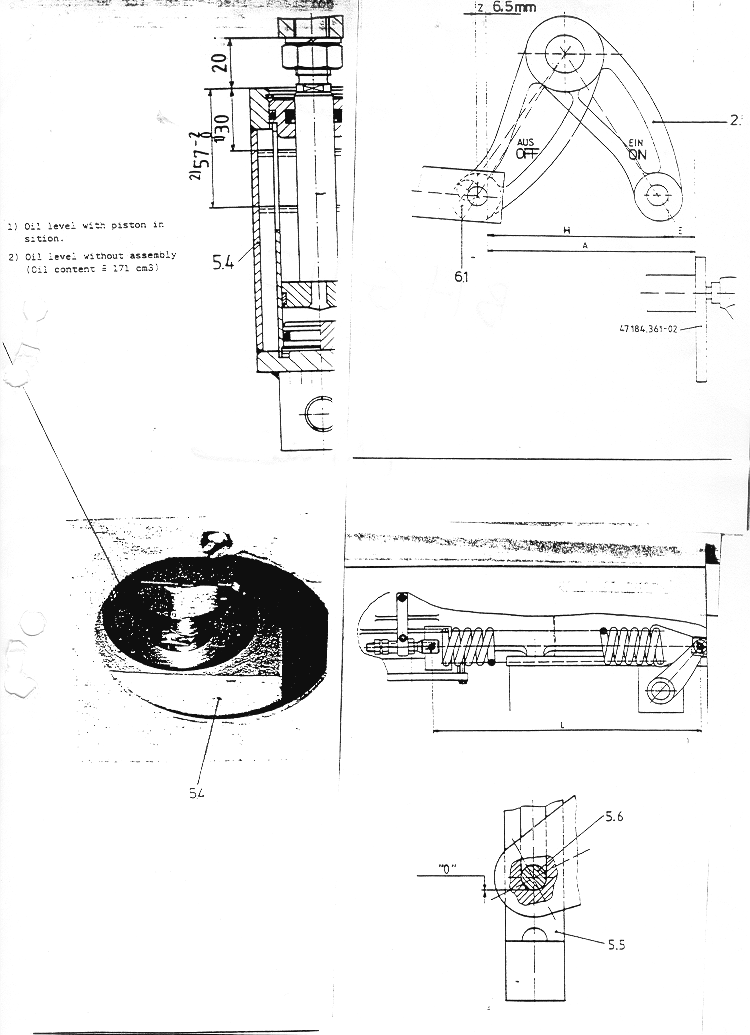 z 6.5mm
20
1) 30
2) 57 -2
0
AUS
OFF
EIN
ON
2.
H
E
A
6.1
47184.361-02
1) Oil level with piston in
sition.
2) Oil level without assembly
(Oil content = 171 cm3)
5.4
L
5.4
5.6
"0"
5.5